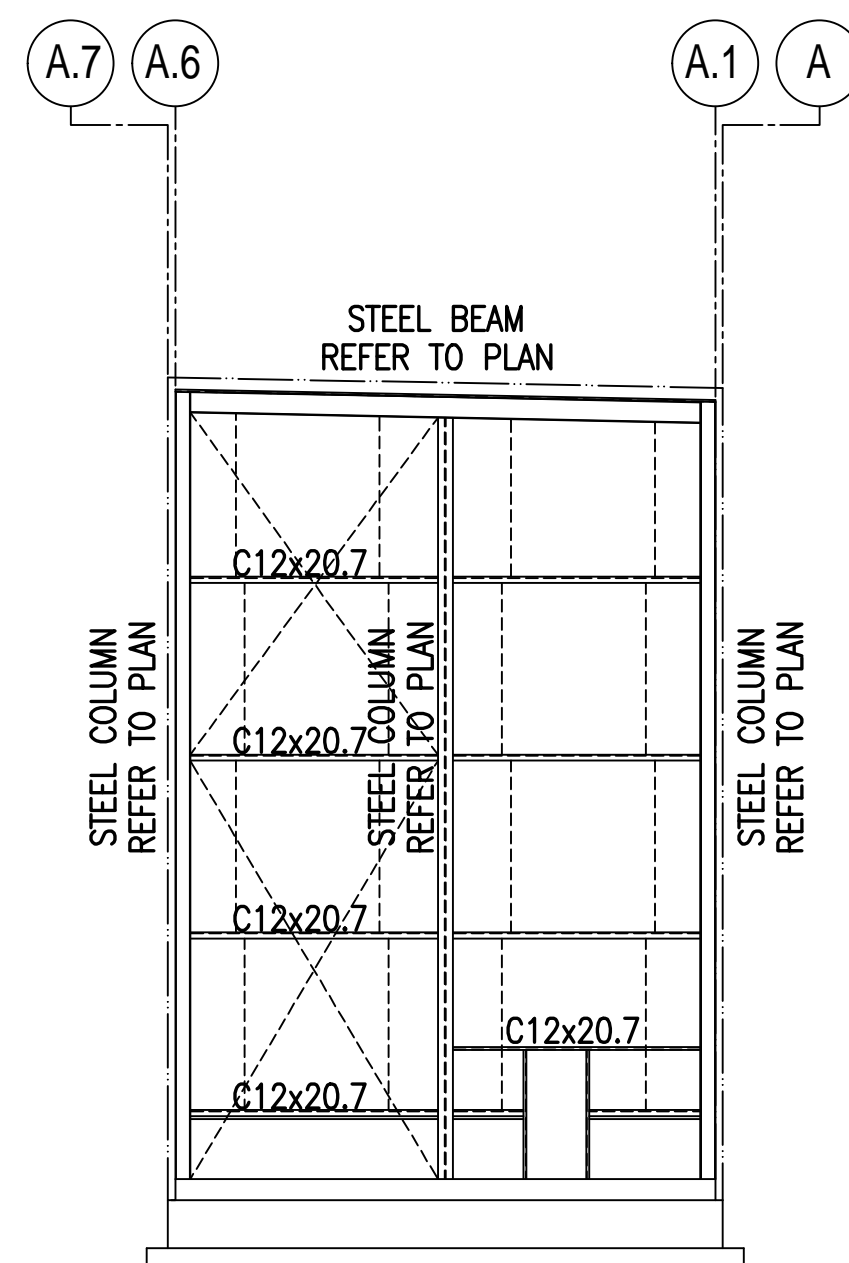 A.7
A.6
A.1
A
STEEL BEAM
REFER TO PLAN
C12x20.7
STEEL COLUMN
REFER TO PLAN
STEEL COLUMN
REFER TO PLAN
STEEL COLUMN
REFER TO PLAN
C12x20.7
C12x20.7
C12x20.7
C12x20.7